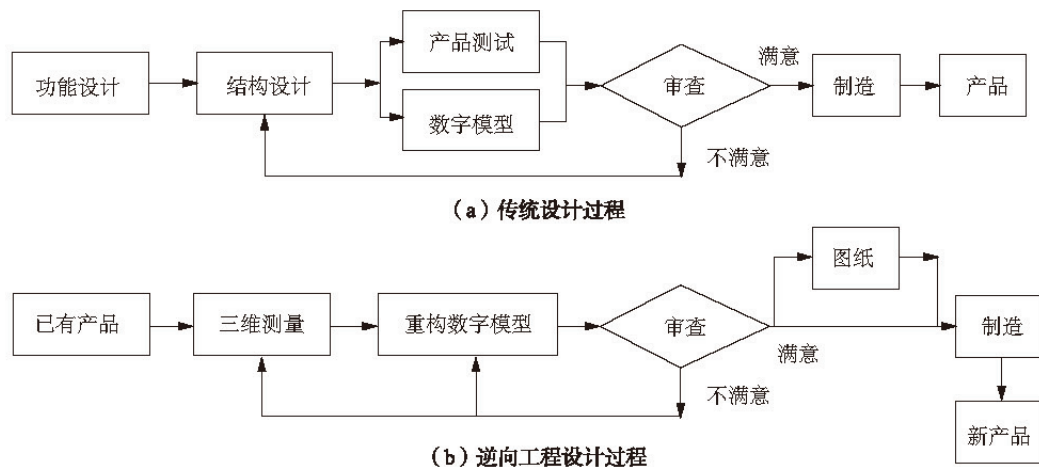 功能设计
结构设计
产品测试
数字模型
审查
满意
不满意
制造
产品
（a）传统设计过程
已有产品
三维测量
重构数字模型
审查
满意
不满意
图纸
制造
新产品
（b）逆向工程设计过程